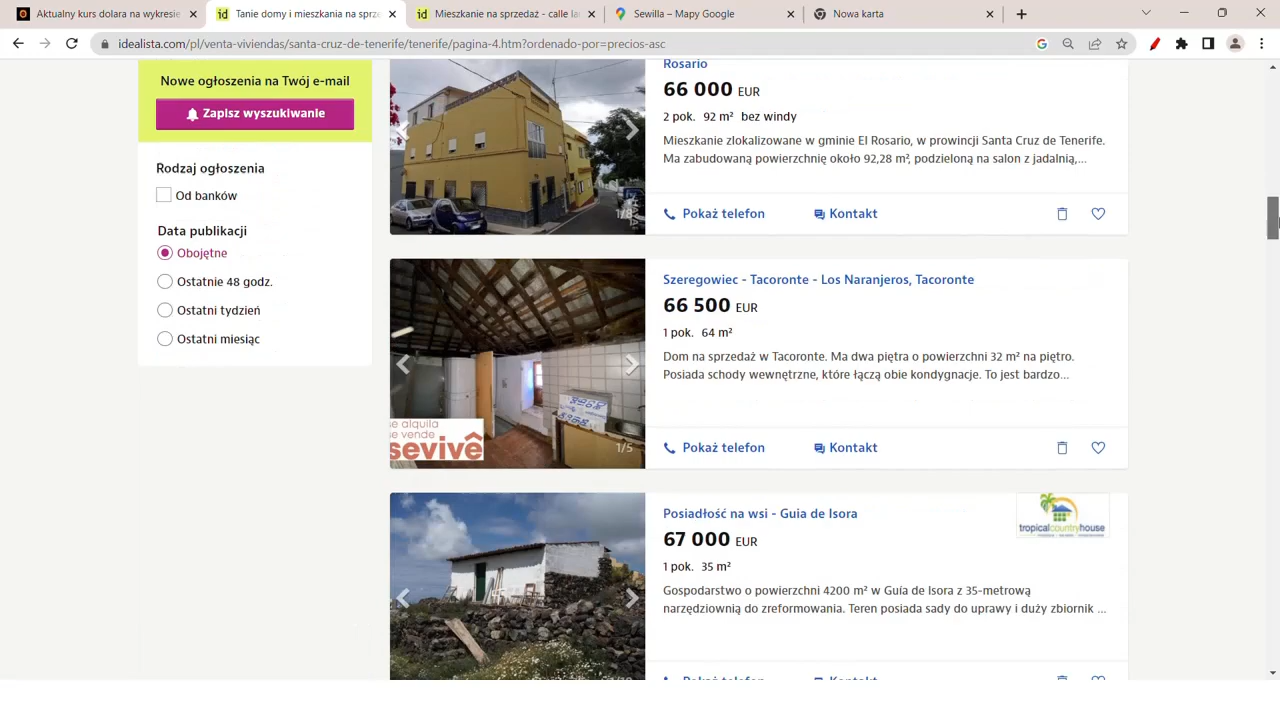 Aktualny kurs dolara na wykresie
Tanie domy i mieszkania na sprze
Mieszkanie na sprzedaż - calle la
Sewilla – Mapy Google
Nowa karta
idealista.com/pl/venta-viviendas/santa-cruz-de-tenerife/tenerife/pagina-4.htm?ordenado-por=precios-asc
Nowe ogłoszenia na Twój e-mail
Zapisz wyszukiwanie
Rodzaj ogłoszenia
Od banków
Data publikacji
Obojętne
Ostatnie 48 godz.
Ostatni tydzień
Ostatni miesiąc
Rosario
66 000 EUR
2 pok. 92 m² bez windy
Mieszkanie zlokalizowane w gminie El Rosario, w prowincji Santa Cruz de Tenerife.
Ma zabudowaną powierzchnię około 92,28 m², podzieloną na salon z jadalnią,...
1/8
Pokaż telefon
Kontakt
Szeregowiec - Tacoronte - Los Naranjeros, Tacoronte
66 500 EUR
1 pok. 64 m²
Dom na sprzedaż w Tacoronte. Ma dwa piętra o powierzchni 32 m² na piętro.
Posiada schody wewnętrzne, które łączą obie kondygnacje. To jest bardzo...
e alquila
e vende
sevivê
1/5
Pokaż telefon
Kontakt
Posiadłość na wsi - Guia de Isora
tropicalcountryhouse
67 000 EUR
1 pok. 35 m²
Gospodarstwo o powierzchni 4200 m² w Guía de Isora z 35-metrową
narzędziownią do zreformowania. Teren posiada sady do uprawy i duży zbiornik ...
Pokaż telefon
Kontakt